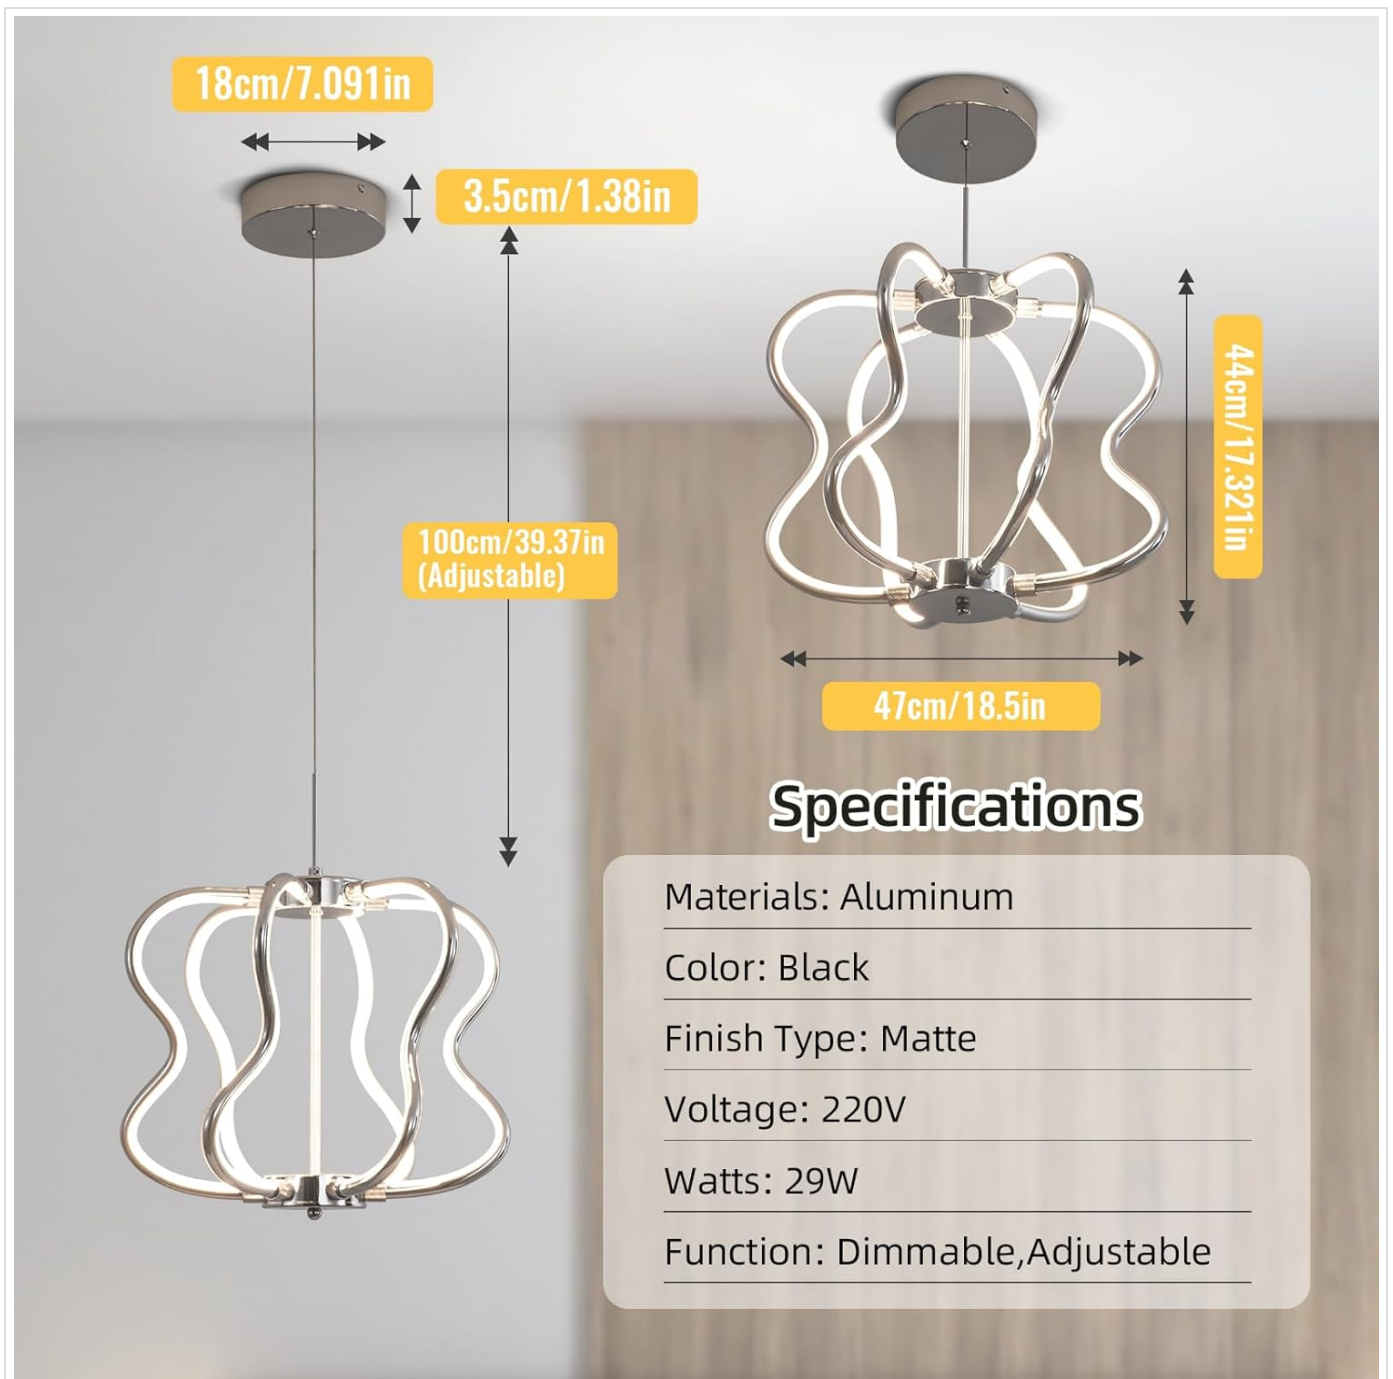 18cm/7.091in
3.5cm/1.38in
100cm/39.37in
(Adjustable)
44cm/17.321in
47cm/18.5in
Specifications
Materials: Aluminum
Color: Black
Finish Type: Matte
Voltage: 220V
Watts: 29W
Function: Dimmable,Adjustable